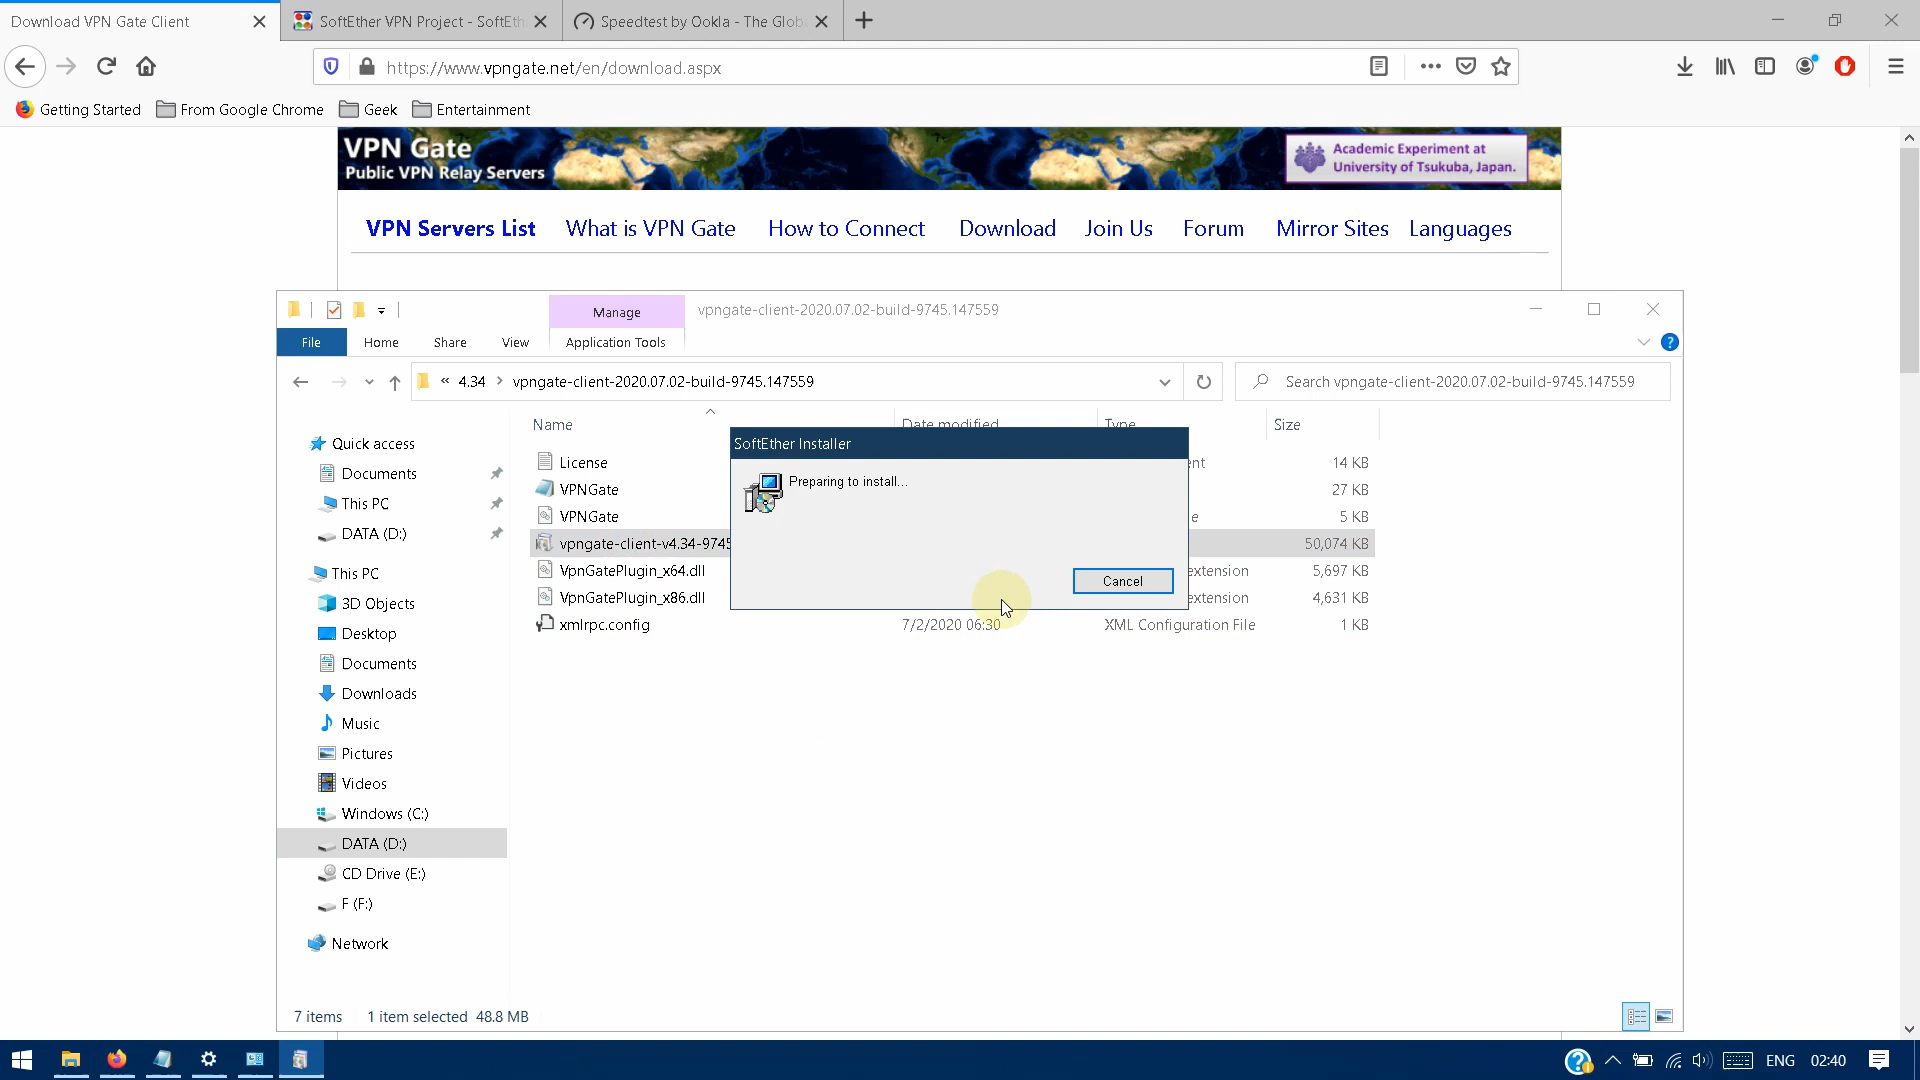 Download VPN Gate Client
SoftEther VPN Project - SoftEth
Speedtest by Ookla - The Glob
https://www.vpngate.net/en/download.aspx
Getting Started
From Google Chrome
Geek
Entertainment
VPN Gate
Public VPN Relay Servers
Academic Experiment at
University of Tsukuba, Japan.
VPN Servers List
What is VPN Gate
How to Connect
Download
Join Us
Forum
Mirror Sites
Languages
Manage
vpngate-client-2020.07.02-build-9745.147559
File
Home
Share
View
Application Tools
?
« 4.34 > vpngate-client-2020.07.02-build-9745.147559
Search vpngate-client-2020.07.02-build-9745.147559
Name
Date modified
Type
Size
Quick access
Documents
This PC
DATA (D:)
This PC
3D Objects
Desktop
Documents
Downloads
Music
Pictures
Videos
Windows (C:)
DATA (D:)
CD Drive (E:)
F (F:)
Network
License
ent
14 KB
VPNGate
27 KB
VPNGate
e
5 KB
vpngate-client-v4.34-9745
50,074 KB
VpnGatePlugin_x64.dll
extension
5,697 KB
VpnGatePlugin_x86.dll
extension
4,631 KB
xmlrpc.config
7/2/2020 06:30
XML Configuration File
1 KB
SoftEther Installer
Preparing to install...
Cancel
7 items
1 item selected 48.8 MB
?
ENG
02:40